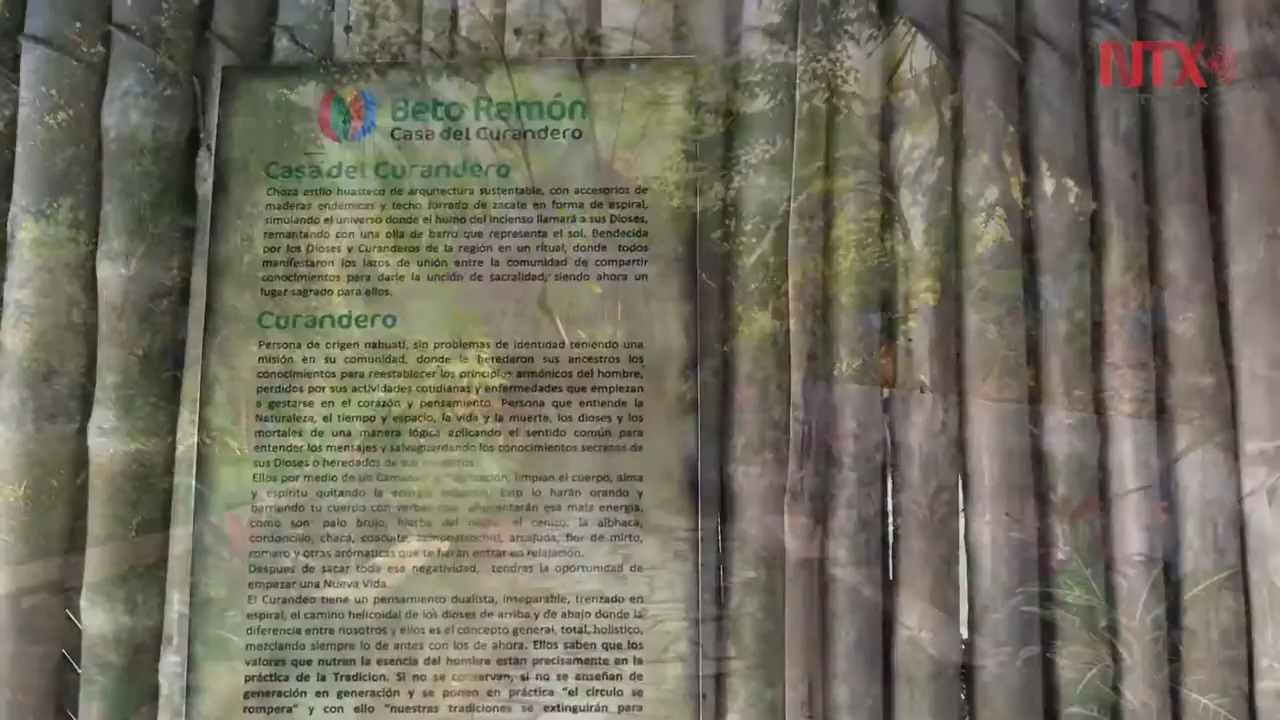 NTX
Beto Ramón
Casa del Curandero
Casa del Curandero
Choza estilo huasteco de arquitectura sustentable, con accesorios de
maderas endémicas y techo forrado de zacate en forma de espiral,
simulando el universo donde el humo del incienso llamará a sus Dioses,
remantando con una olla de barro que representa el sol. Bendecida
por los Dioses y Curanderos de la región en un ritual, donde todos
manifestaron los lazos de unión entre la comunidad de compartir
conocimientos para darle la unción de sacralidad, siendo ahora un
lugar sagrado para ellos.
Curandero
Persona de origen nahuatl, sin problemas de identidad teniendo una
misión en su comunidad, donde le heredaron sus ancestros los
conocimientos para reestablecer los principios armónicos del hombre,
perdidos por sus actividades cotidianas y enfermedades que empiezan
a gestarse en el corazón y pensamiento. Persona que entiende la
Naturaleza, el tiempo y espacio, la vida y la muerte, los dioses y los
mortales de una manera lógica aplicando el sentido común para
entender los mensajes y salvaguardando los conocimientos secretos de
sus Dioses o heredados de sus
Ellos por medio de un limpian el cuerpo, alma
y espíritu quitando la Esto lo harán orando y
barriendo tu cuerpo con yerbas que esa mala energía,
como son: palo brujo, hierba del el cenizo, la albhaca,
cordoncillo, chaca, coacuite, arcajuda, flor de mirto,
romero y otras arómaticas que te harán entrar en relajación.
Despues de sacar toda esa negatividad, tendras la oportunidad de
empezar una Nueva Vida.
El Curandeo tiene un pensamiento dualista, inseparable, trenzado en
espiral, el camino helicoidal de los dioses de arriba y de abajo donde la
diferencia entre nosotros y ellos es el concepto general, total, holístico,
mezclando siempre lo de antes con los de ahora. Ellos saben que los
valores que nutren la esencia del hombre están precisamente en la
práctica de la Tradicion. Si no se conservan, si no se enseñan de
generación en generación y se ponen en práctica "el circulo se
rompera" y con ello "nuestras tradiciones se extinguirán para